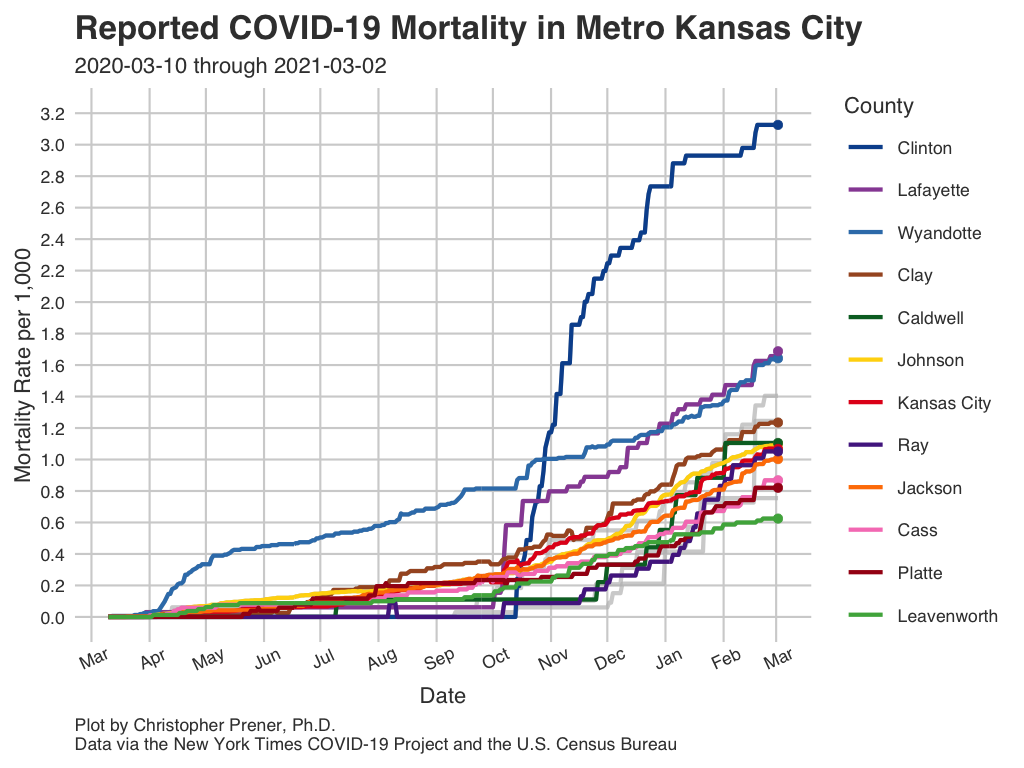 Reported COVID-19 Mortality in Metro Kansas City
2020-03-10 through 2021-03-02
Mortality Rate per 1,000
3.2
3.0
2.8
2.6
2.4
2.2
2.0
1.8
1.6
1.4
1.2
1.0
0.8
0.6
0.4
0.2
0.0
Mar Apr May Jun Jul Aug Sep Oct Nov Dec Jan Feb Mar
Date
County
Clinton
Lafayette
Wyandotte
Clay
Caldwell
Johnson
Kansas City
Ray
Jackson
Cass
Platte
Leavenworth
Plot by Christopher Prener, Ph.D.
Data via the New York Times COVID-19 Project and the U.S. Census Bureau